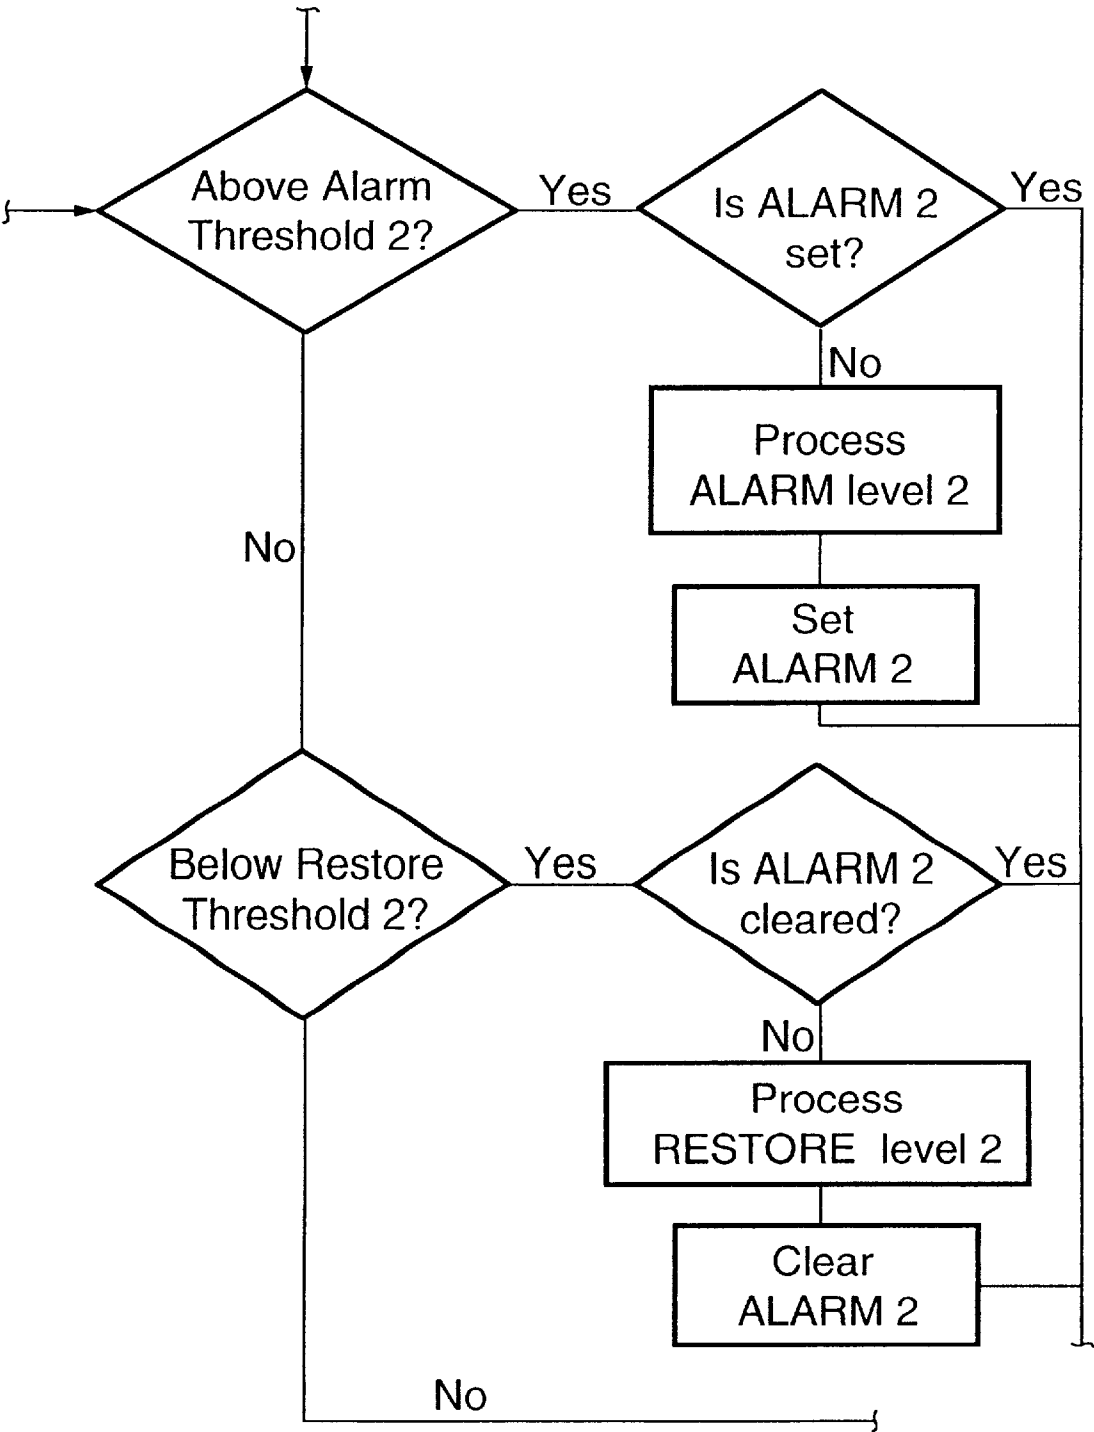 Above Alarm
Threshold 2?
Yes
Is ALARM 2
set?
Yes
No
Process
ALARM level 2
Set
ALARM 2
No
Below Restore
Threshold 2?
Yes
Is ALARM 2
cleared?
Yes
No
Process
RESTORE level 2
Clear
ALARM 2
No